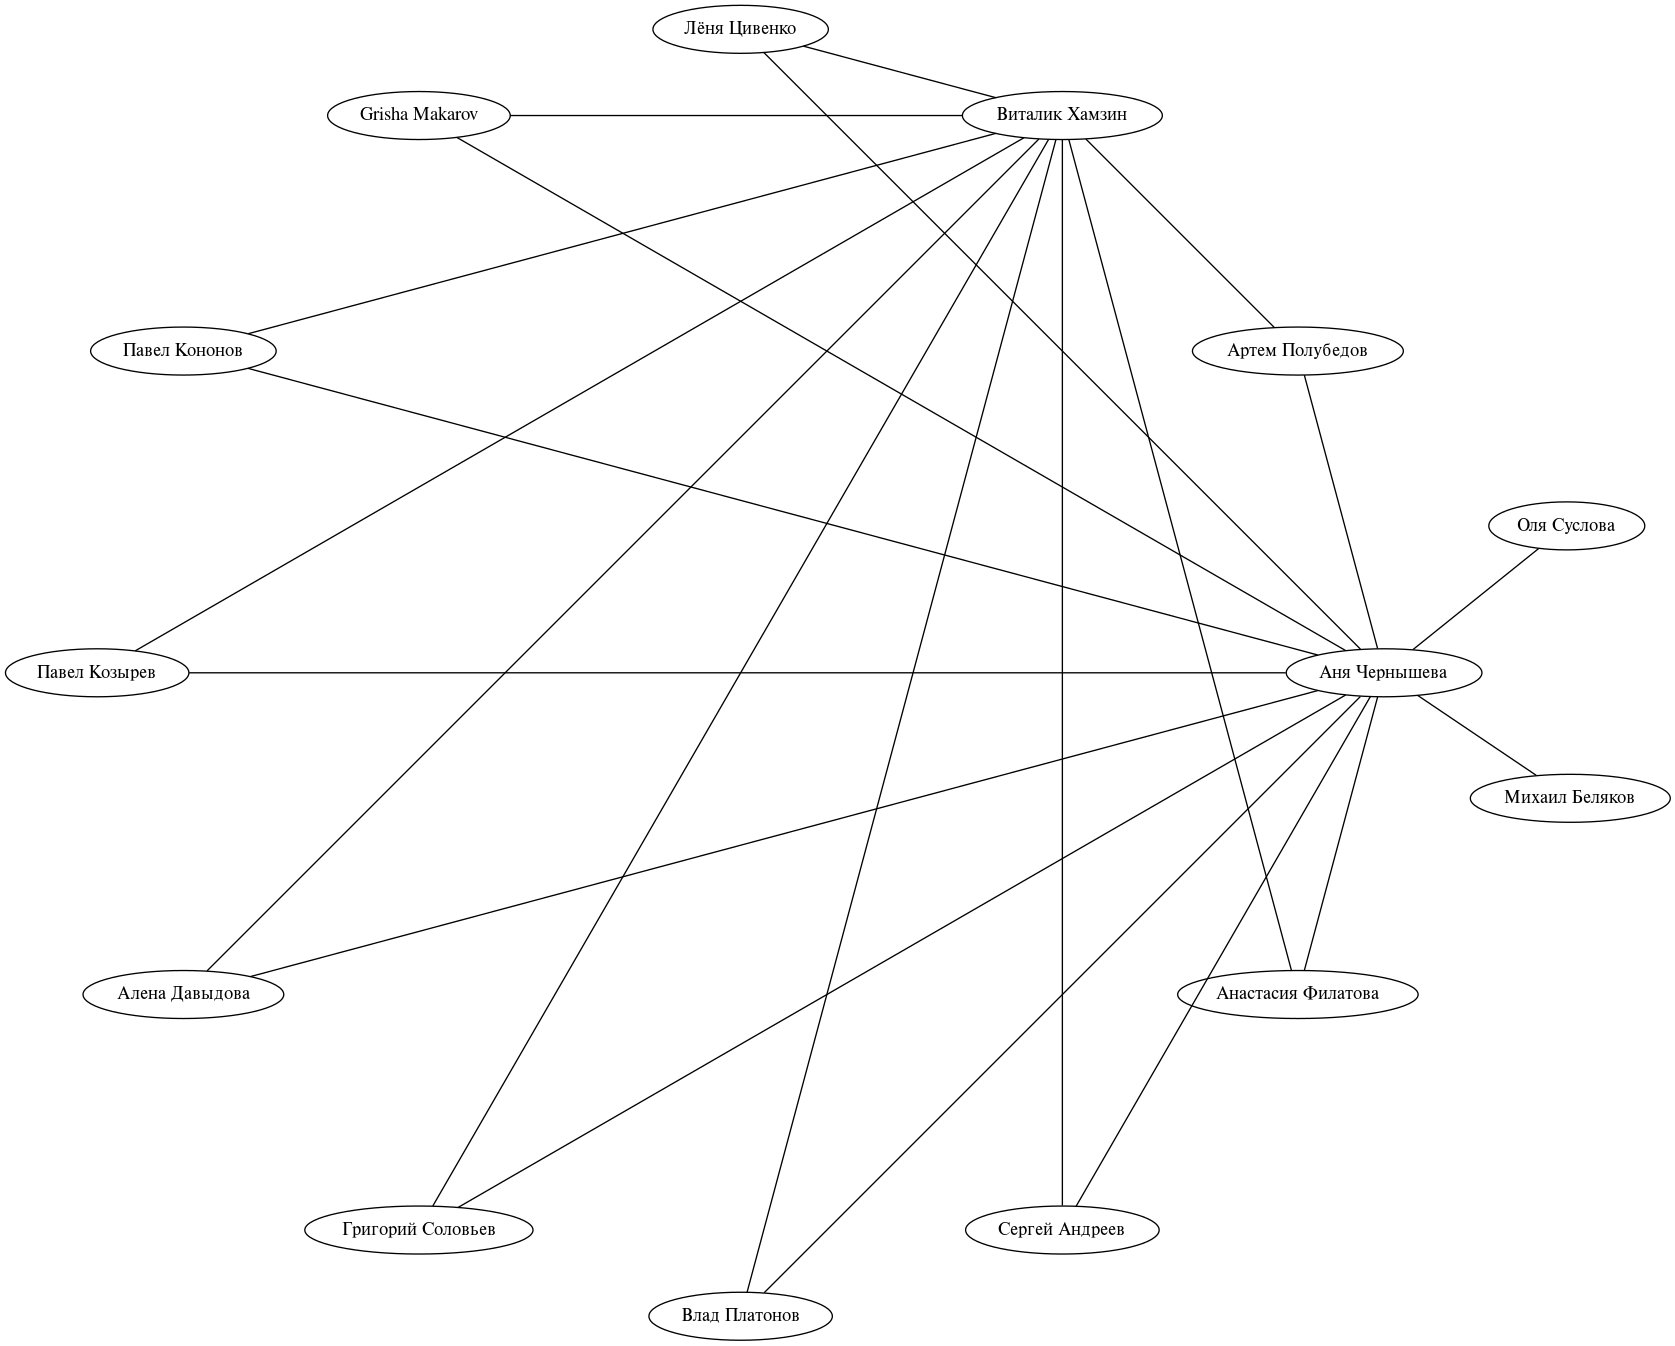 Лёня Цивенко
Grisha Makarov
Виталик Хамзин
Павел Кононов
Артем Полубедов
Оля Суслова
Павел Козырев
Аня Чернышева
Михаил Беляков
Алена Давыдова
Анастасия Филатова
Григорий Соловьев
Сергей Андреев
Влад Платонов